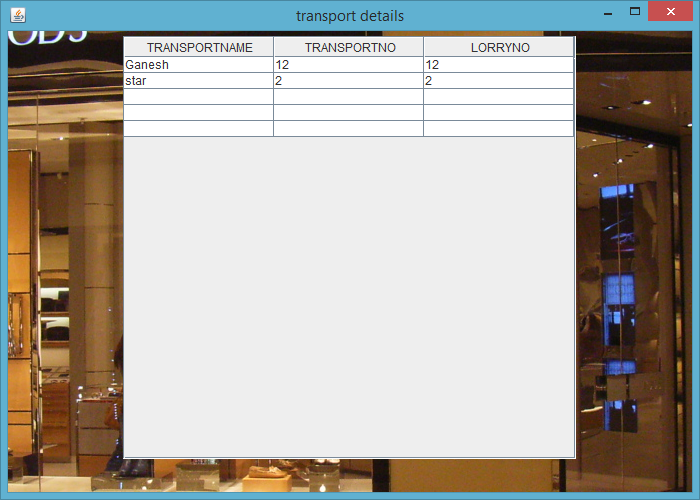 transport details
TRANSPORTNAME TRANSPORTNO LORRYNO
Ganesh 12 12
star 2 2